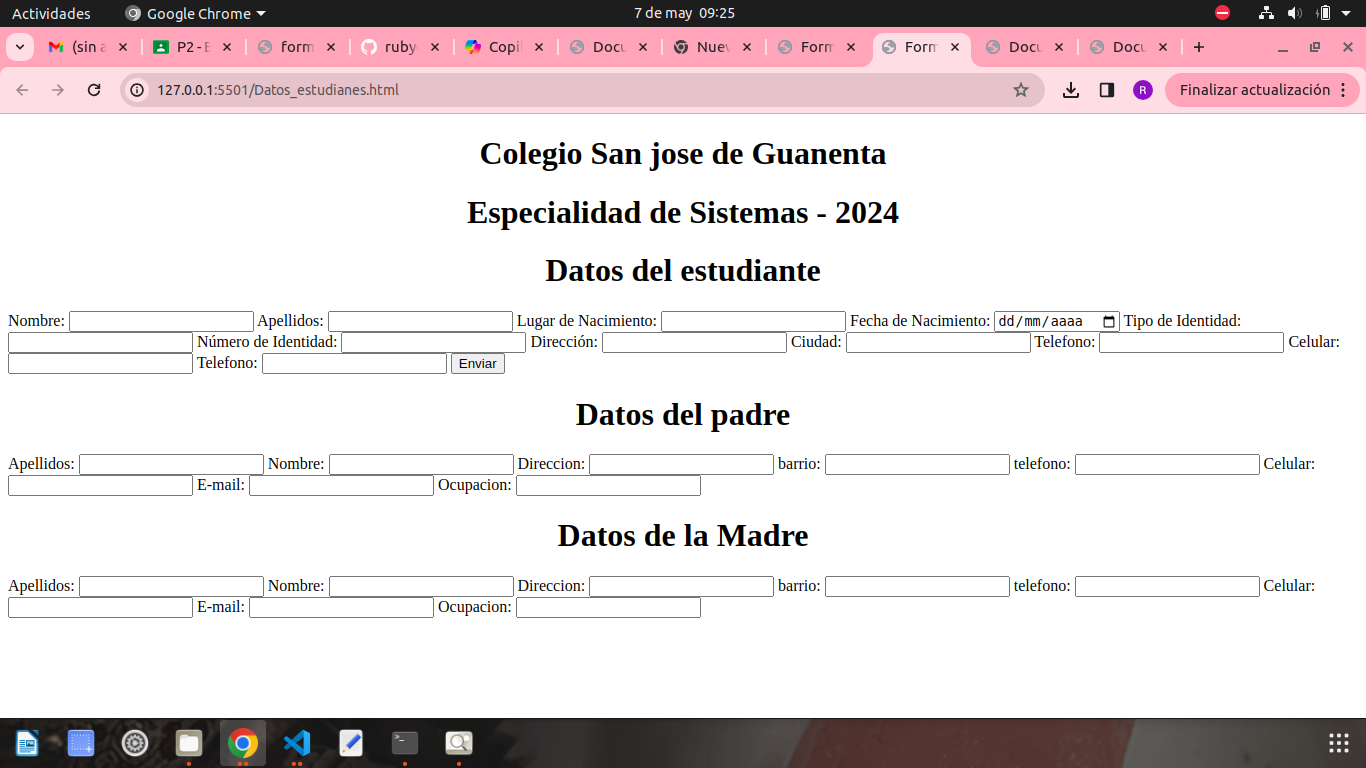 Actividades Google Chrome 7 de may 09:25
(sin a P2 - E form ruby Copil Docu Nuev Form Form Docu Docu
127.0.0.1:5501/Datos_estudianes.html R Finalizar actualización
Colegio San jose de Guanenta
Especialidad de Sistemas - 2024
Datos del estudiante
Nombre: Apellidos: Lugar de Nacimiento: Fecha de Nacimiento: dd/mm/aaaa Tipo de Identidad:
Número de Identidad: Dirección: Ciudad: Telefono: Celular:
Telefono: Enviar
Datos del padre
Apellidos: Nombre: Direccion: barrio: telefono: Celular:
E-mail: Ocupacion:
Datos de la Madre
Apellidos: Nombre: Direccion: barrio: telefono: Celular:
E-mail: Ocupacion: